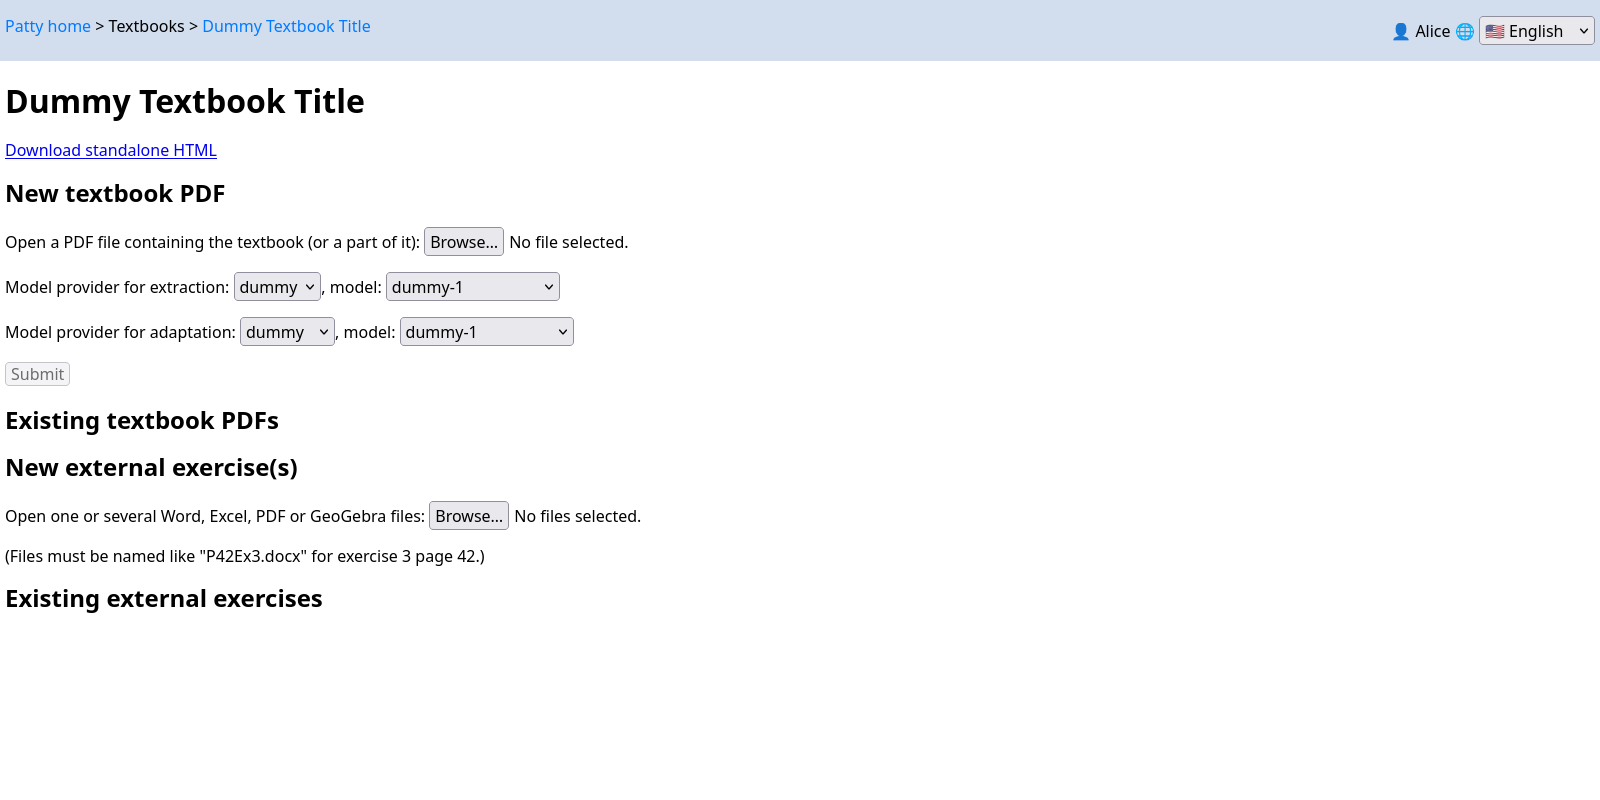 Patty home > Textbooks > Dummy Textbook Title
Alice English
Dummy Textbook Title
Download standalone HTML
New textbook PDF
Open a PDF file containing the textbook (or a part of it): Browse... No file selected.
Model provider for extraction: dummy, model: dummy-1
Model provider for adaptation: dummy, model: dummy-1
Submit
Existing textbook PDFs
New external exercise(s)
Open one or several Word, Excel, PDF or GeoGebra files: Browse... No files selected.
(Files must be named like "P42Ex3.docx" for exercise 3 page 42.)
Existing external exercises